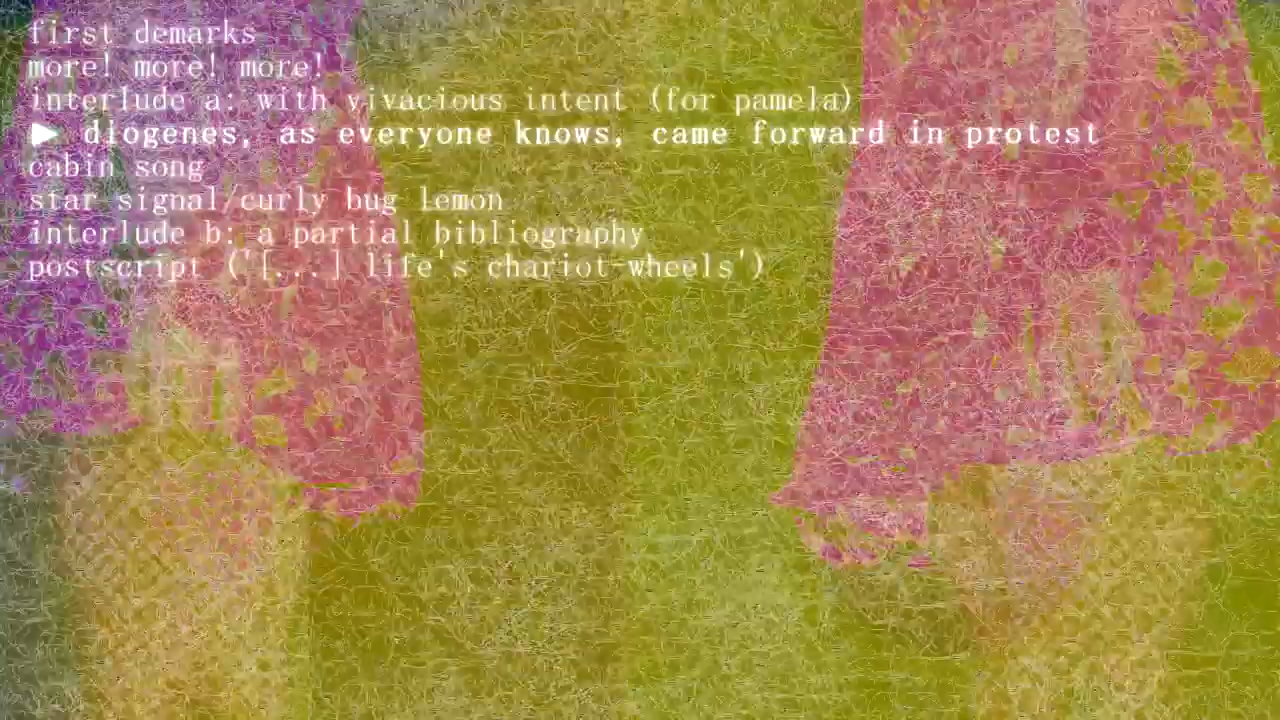 first demarks
more! more! more!
interlude a: with vivacious intent (for pamela)
▶ diogenes, as everyone knows, came forward in protest
cabin song
star signal/curly bug lemon
interlude b: a partial bibliography
postscript ('[...] life's chariot-wheels')